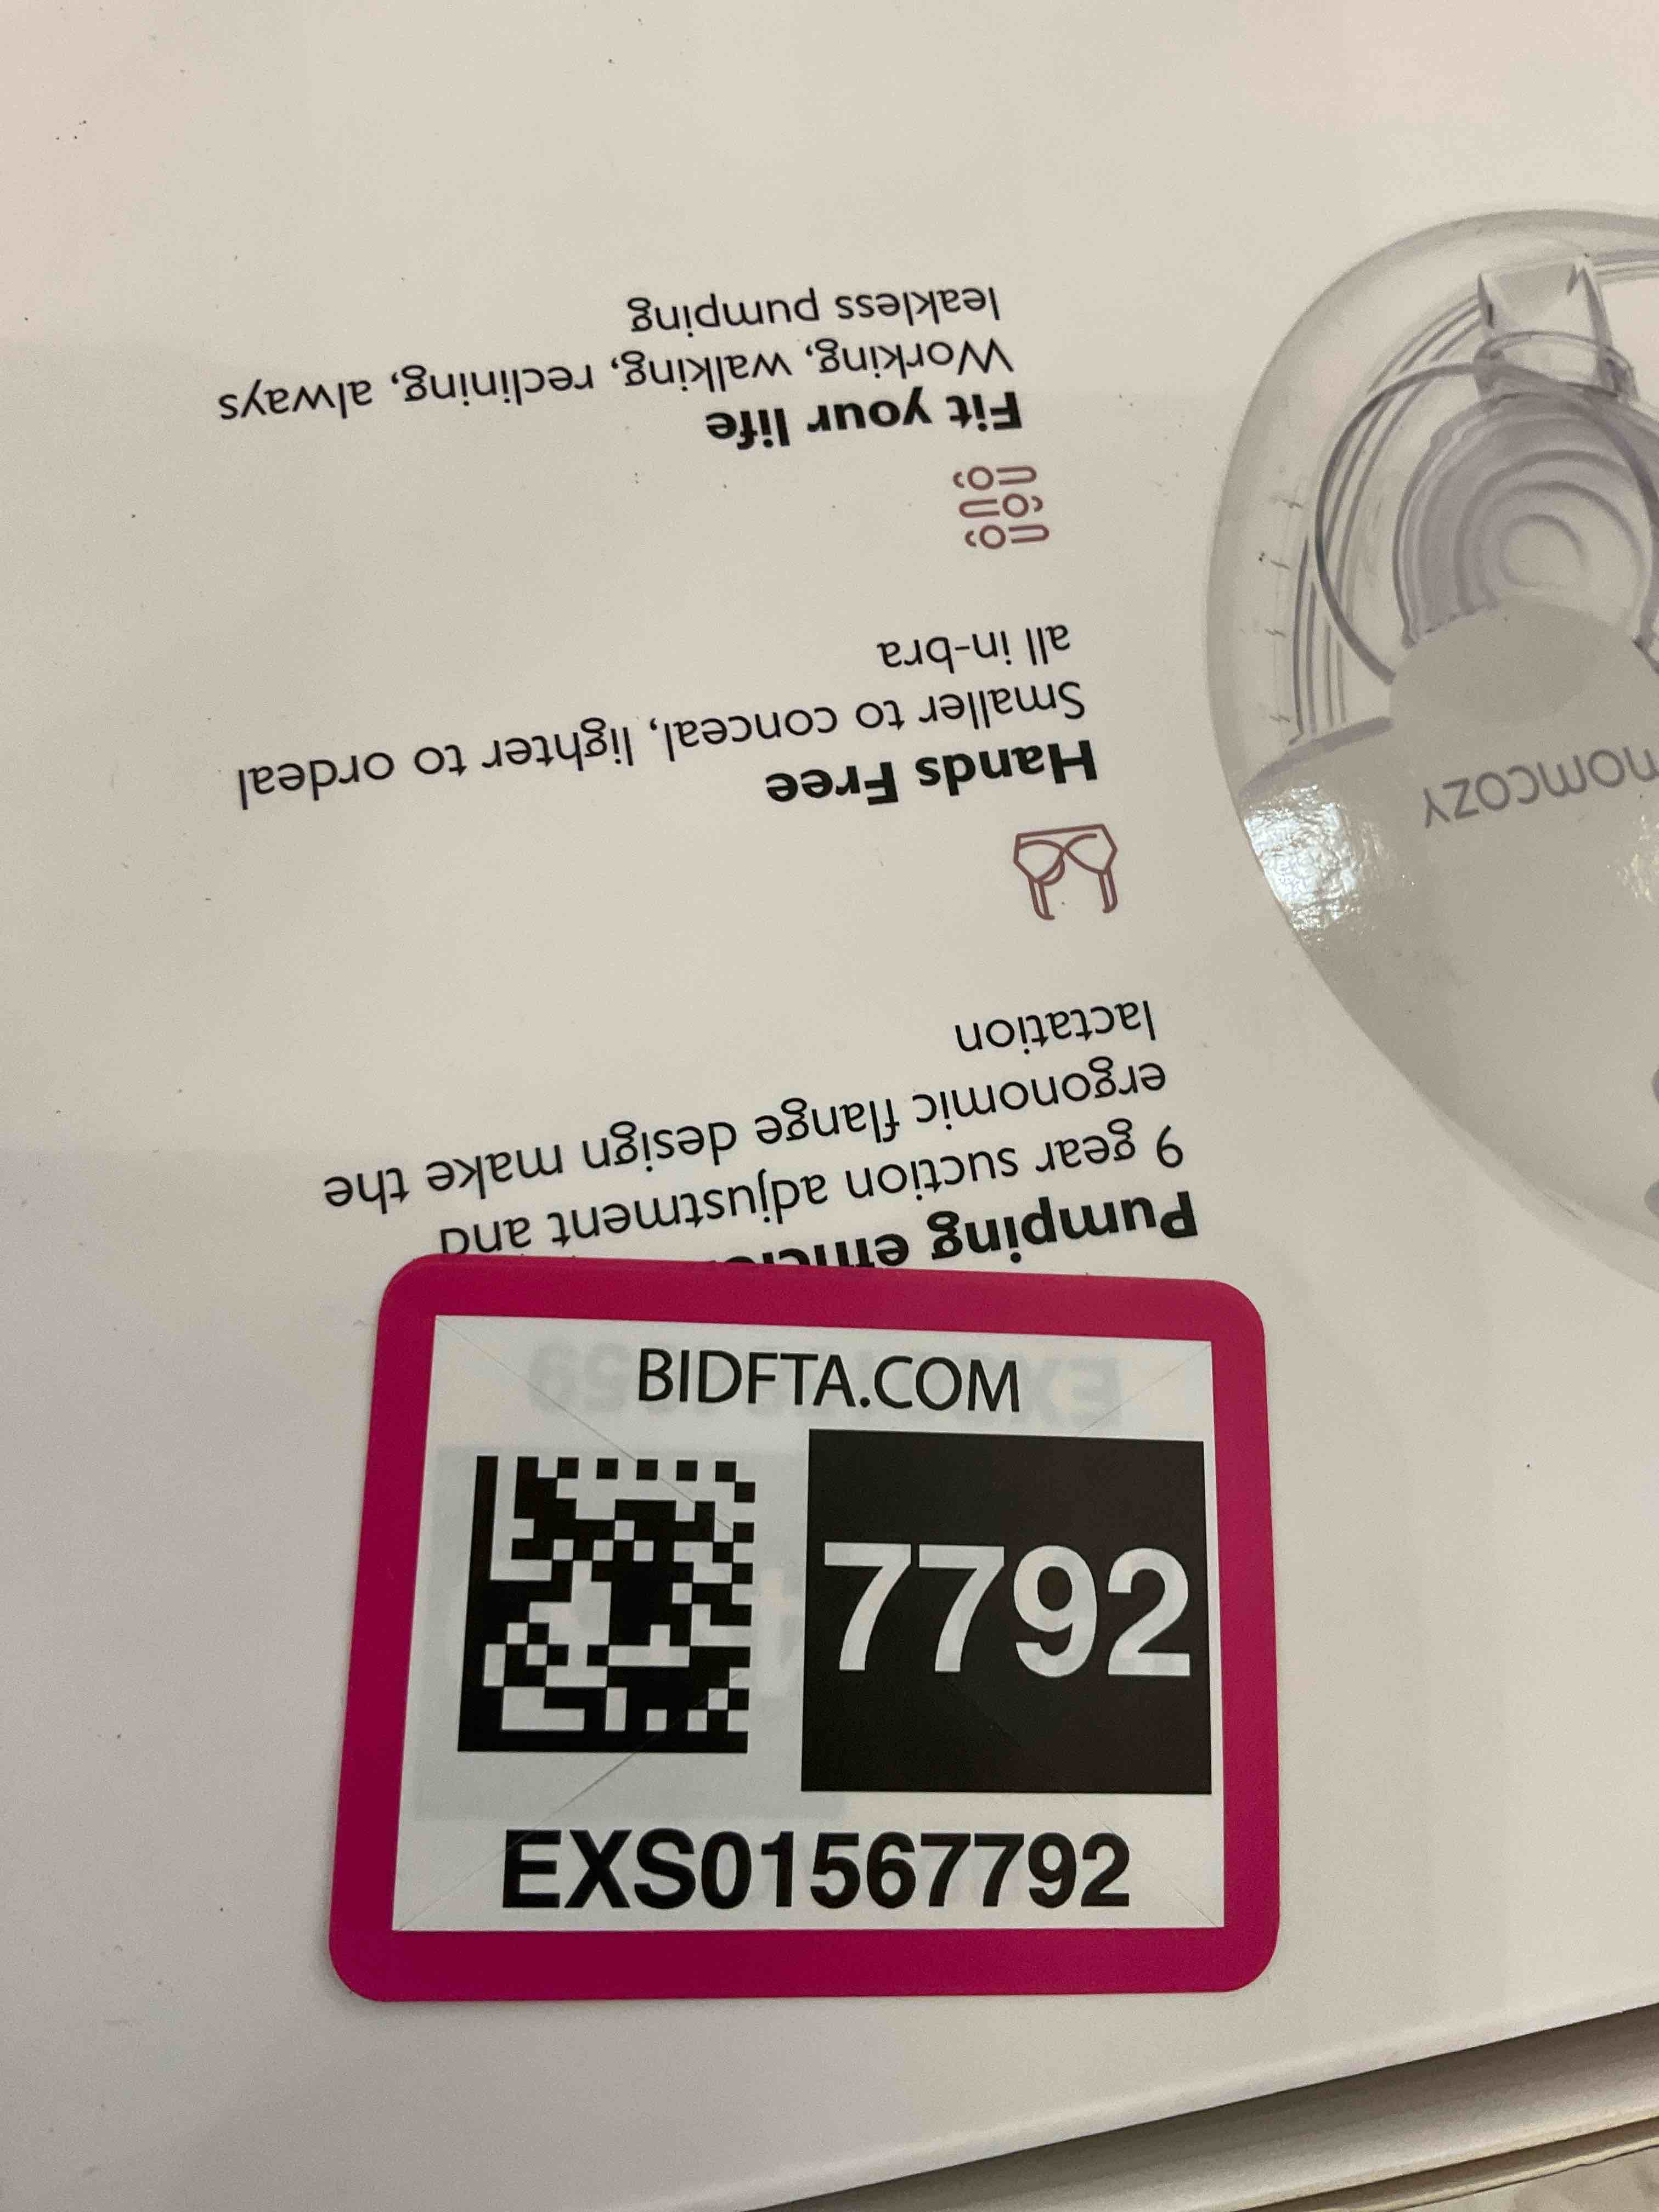 BIDFTA.COM
7792
EXS01567792
Pumping
9 gear suction adjustment and
ergonomic flange design make the
lactation
Hands Free
Smaller to conceal, lighter to ordeal
all in-bra
Fit your life
Working, walking, reclining, always
leakless pumping
momcozy